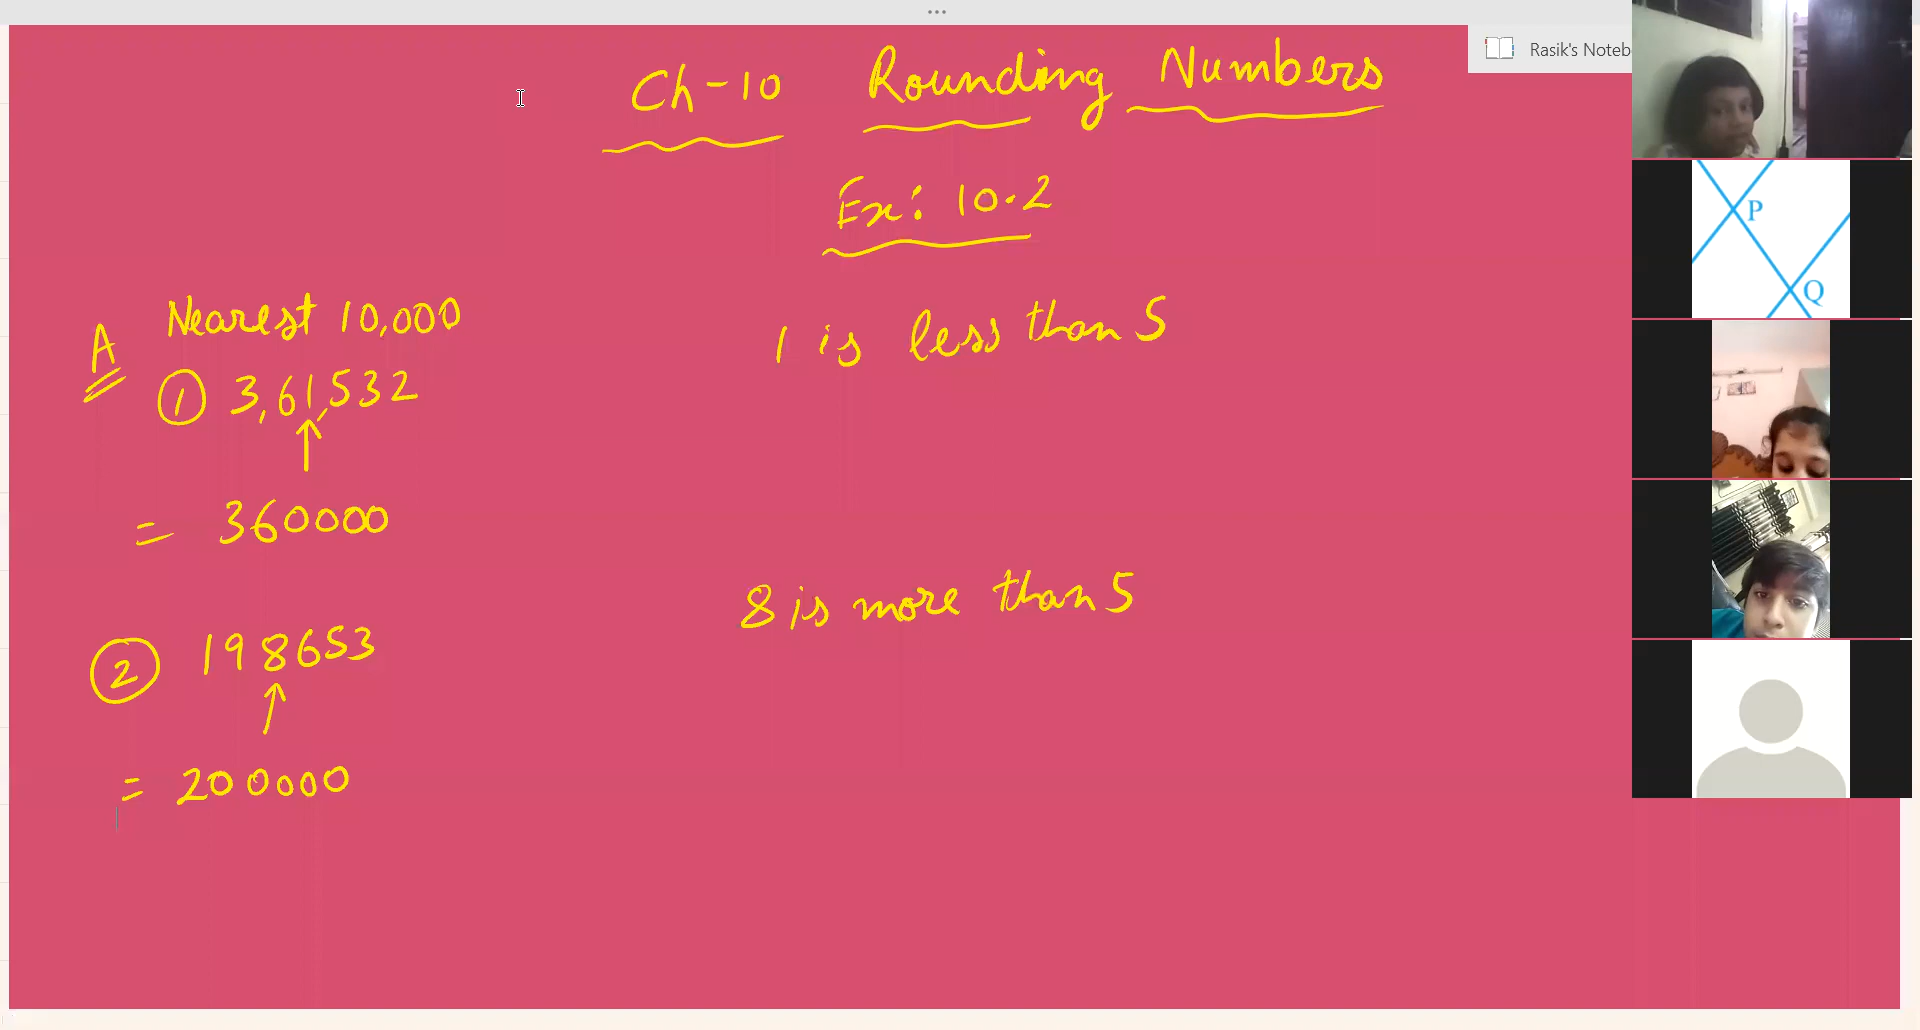 Ch-10 Rounding Numbers
Rasik's Noteb
Ex: 10.2
A Nearest 10,000
① 3,61,532
1 is less than 5
= 360000
② 198653
8 is more than 5
= 200000
P
Q